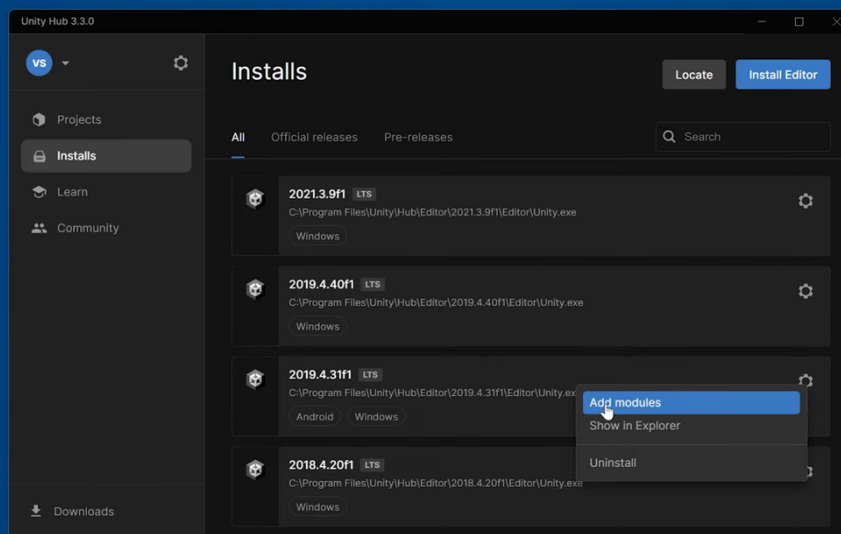 Unity Hub 3.3.0
VS
Installs
Locate
Install Editor
Projects
Installs
Learn
Community
Downloads
All
Official releases
Pre-releases
Search
2021.3.9f1 LTS
C:\Program Files\Unity\Hub\Editor\2021.3.9f1\Editor\Unity.exe
Windows
2019.4.40f1 LTS
C:\Program Files\Unity\Hub\Editor\2019.4.40f1\Editor\Unity.exe
Windows
2019.4.31f1 LTS
C:\Program Files\Unity\Hub\Editor\2019.4.31f1\Editor\Unity.ex
Android Windows
Add modules
Show in Explorer
Uninstall
2018.4.20f1 LTS
C:\Program Files\Unity\Hub\Editor\2018.4.20f1\Editor\Unity.exe
Windows